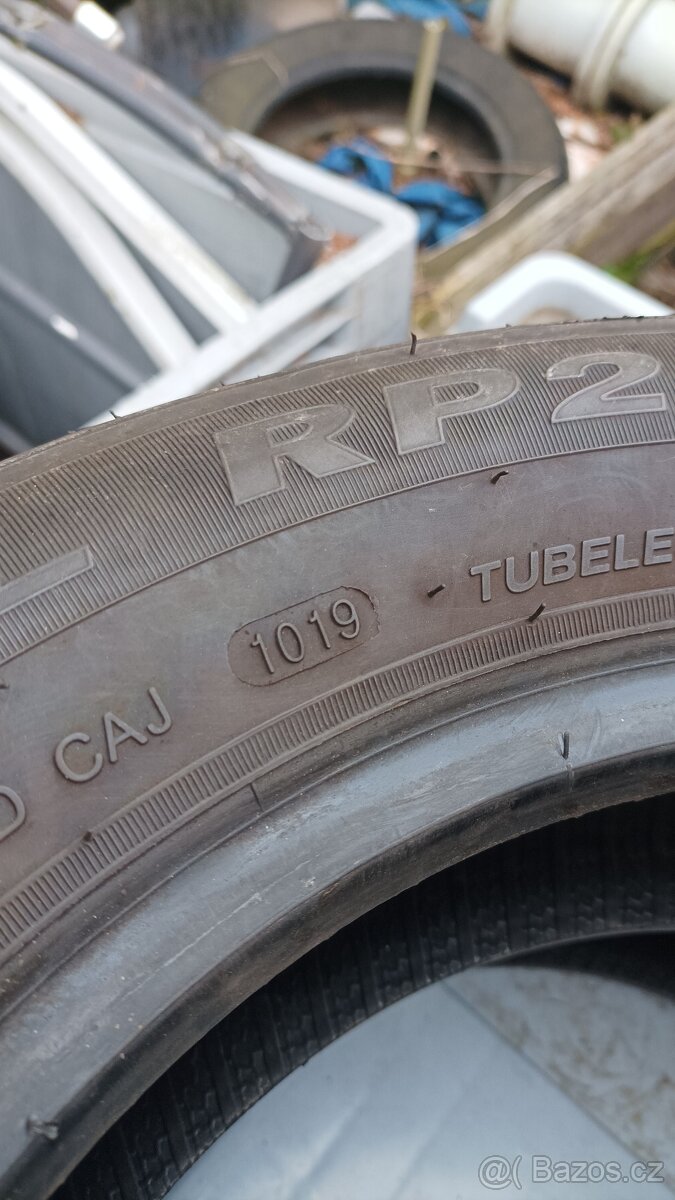 RP2
TUBELE
1019
D CAJ
@( Bazos.cz